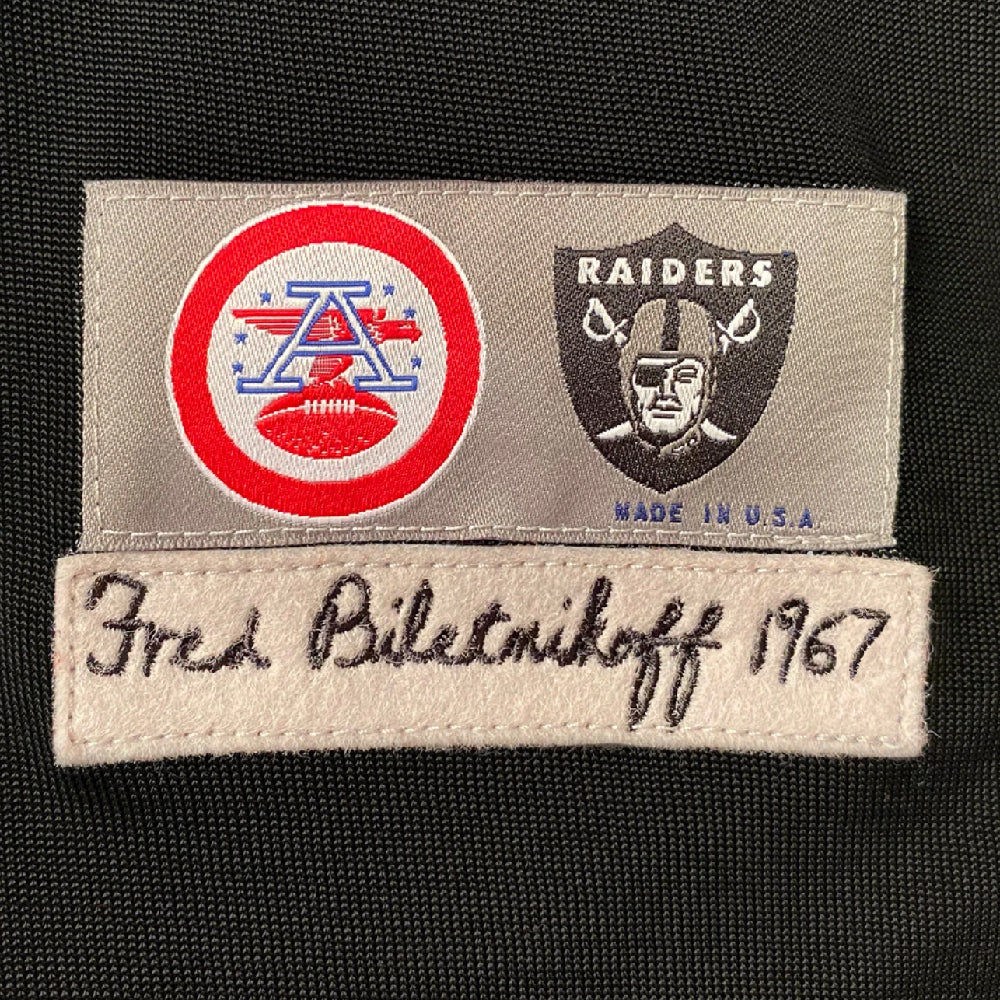 A
RAIDERS
MADE IN U.S.A
Fred Biletnikoff 1967